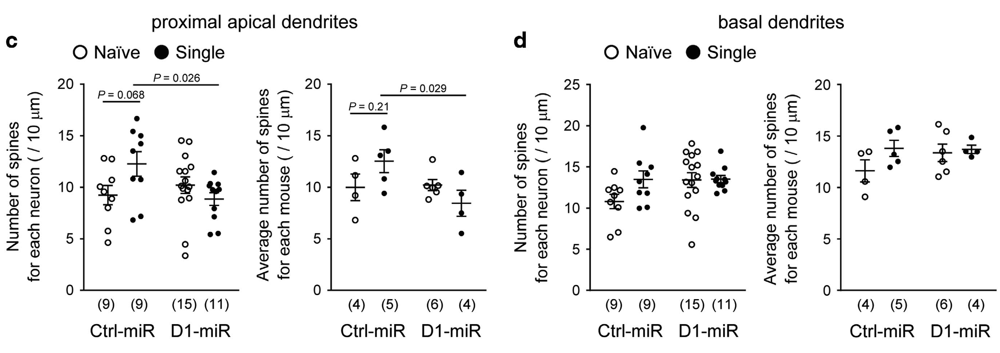 proximal apical dendrites
basal dendrites
c
Naïve Single
d
Naïve Single
Number of spines
for each neuron ( / 10 μm)
20
15
10
5
0
P = 0.068
P = 0.026
(9) (9) (15) (11)
Ctrl-miR D1-miR
Average number of spines
for each mouse ( / 10 μm)
20
15
10
5
0
P = 0.21
P = 0.029
(4) (5) (6) (4)
Ctrl-miR D1-miR
Number of spines
for each neuron ( / 10 μm)
25
20
15
10
5
0
(9) (9) (15) (11)
Ctrl-miR D1-miR
Average number of spines
for each mouse ( / 10 μm)
20
15
10
5
0
(4) (5) (6) (4)
Ctrl-miR D1-miR